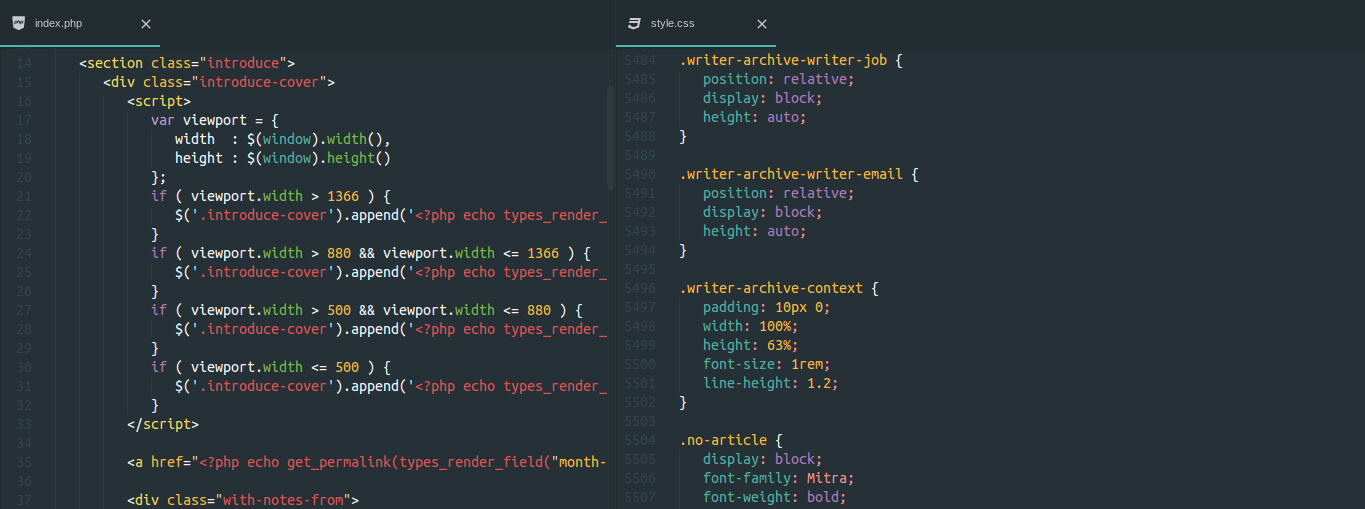 index.php ×
14 <section class="introduce">
15 <div class="introduce-cover">
16 <script>
17 var viewport = {
18 width : $(window).width(),
19 height : $(window).height()
20 };
21 if ( viewport.width > 1366 ) {
22 $('.introduce-cover').append('<?php echo types_render_
23 }
24 if ( viewport.width > 880 && viewport.width <= 1366 ) {
25 $('.introduce-cover').append('<?php echo types_render_
26 }
27 if ( viewport.width > 500 && viewport.width <= 880 ) {
28 $('.introduce-cover').append('<?php echo types_render_
29 }
30 if ( viewport.width <= 500 ) {
31 $('.introduce-cover').append('<?php echo types_render_
32 }
33 </script>
34
35 <a href="<?php echo get_permalink(types_render_field("month-
36
37 <div class="with-notes-from">
style.css ×
5484 .writer-archive-writer-job {
5485 position: relative;
5486 display: block;
5487 height: auto;
5488 }
5489
5490 .writer-archive-writer-email {
5491 position: relative;
5492 display: block;
5493 height: auto;
5494 }
5495
5496 .writer-archive-context {
5497 padding: 10px 0;
5498 width: 100%;
5499 height: 63%;
5500 font-size: 1rem;
5501 line-height: 1.2;
5502 }
5503
5504 .no-article {
5505 display: block;
5506 font-family: Mitra;
5507 font-weight: bold;